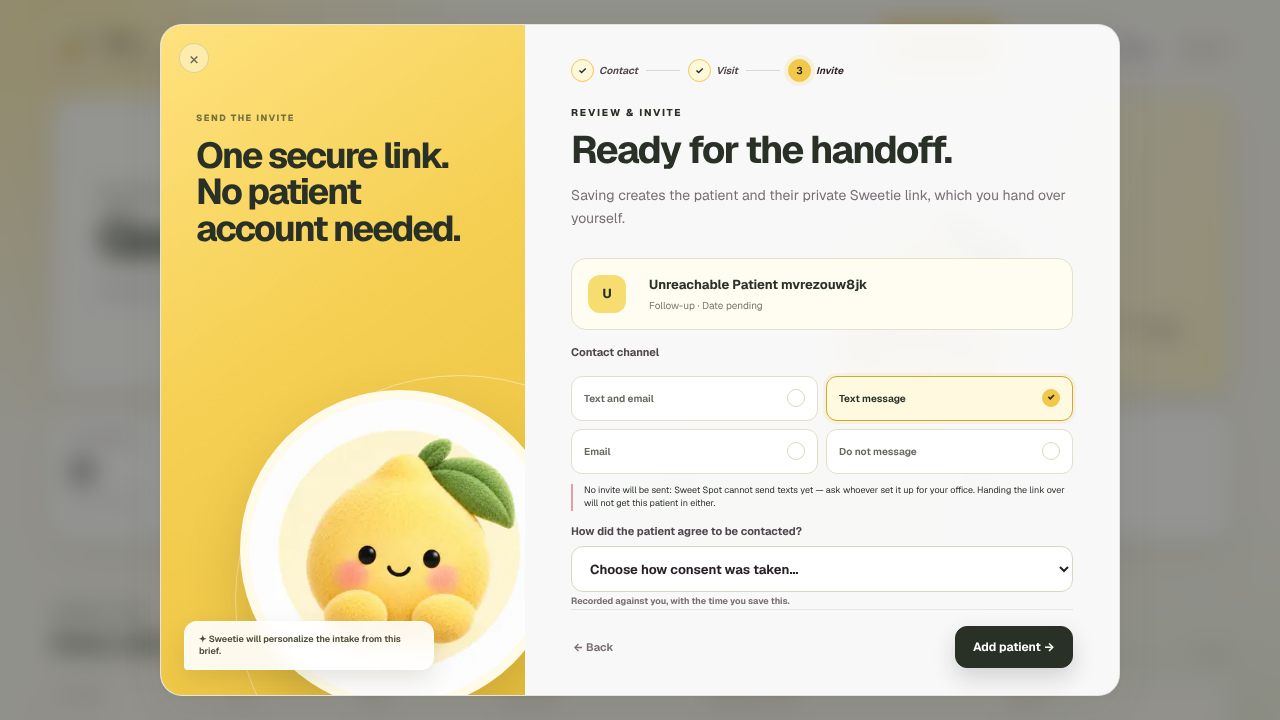 ×
SEND THE INVITE
One secure link.
No patient
account needed.
✦ Sweetie will personalize the intake from this
brief.
Contact
Visit
3 Invite
REVIEW & INVITE
Ready for the handoff.
Saving creates the patient and their private Sweetie link, which you hand over
yourself.
U
Unreachable Patient mvrezouw8jk
Follow-up · Date pending
Contact channel
Text and email
Text message
Email
Do not message
No invite will be sent: Sweet Spot cannot send texts yet — ask whoever set it up for your office. Handing the link over
will not get this patient in either.
How did the patient agree to be contacted?
Choose how consent was taken...
Recorded against you, with the time you save this.
← Back
Add patient →